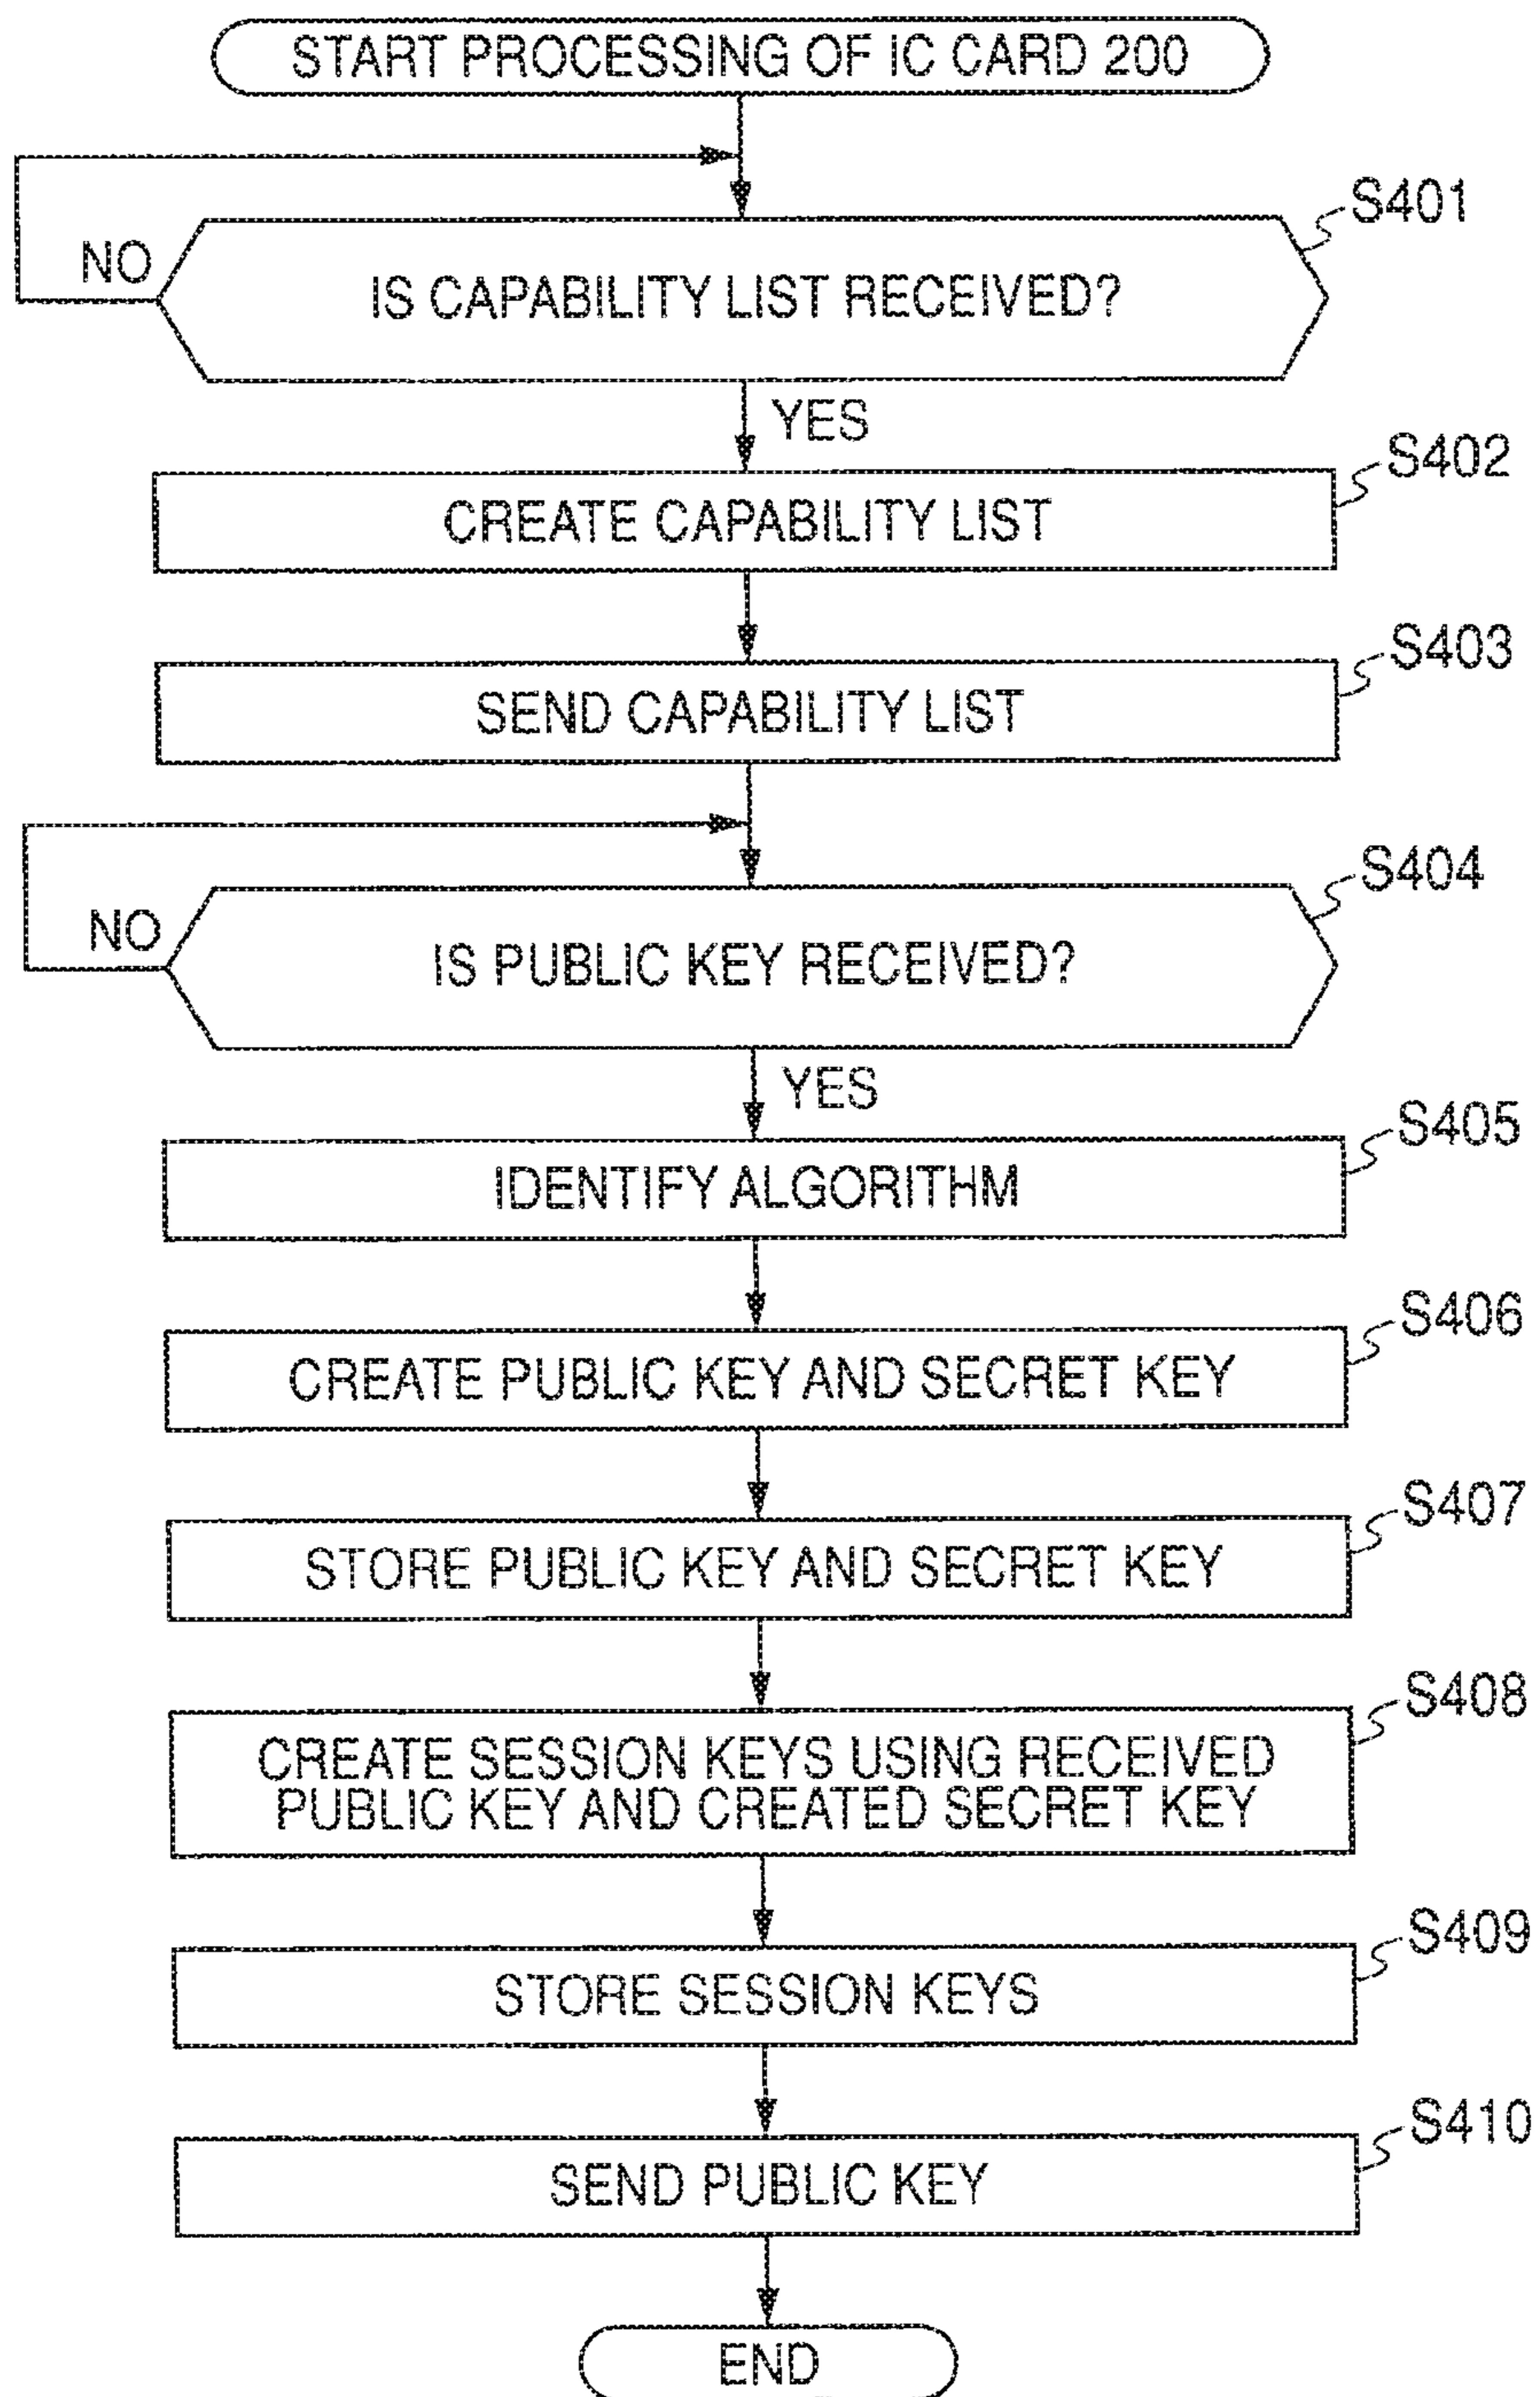 START PROCESSING OF IC CARD 200
S401
NO
IS CAPABILITY LIST RECEIVED?
YES
S402
CREATE CAPABILITY LIST
S403
SEND CAPABILITY LIST
S404
NO
IS PUBLIC KEY RECEIVED?
YES
S405
IDENTIFY ALGORITHM
S406
CREATE PUBLIC KEY AND SECRET KEY
S407
STORE PUBLIC KEY AND SECRET KEY
S408
CREATE SESSION KEYS USING RECEIVED
PUBLIC KEY AND CREATED SECRET KEY
S409
STORE SESSION KEYS
S410
SEND PUBLIC KEY
END